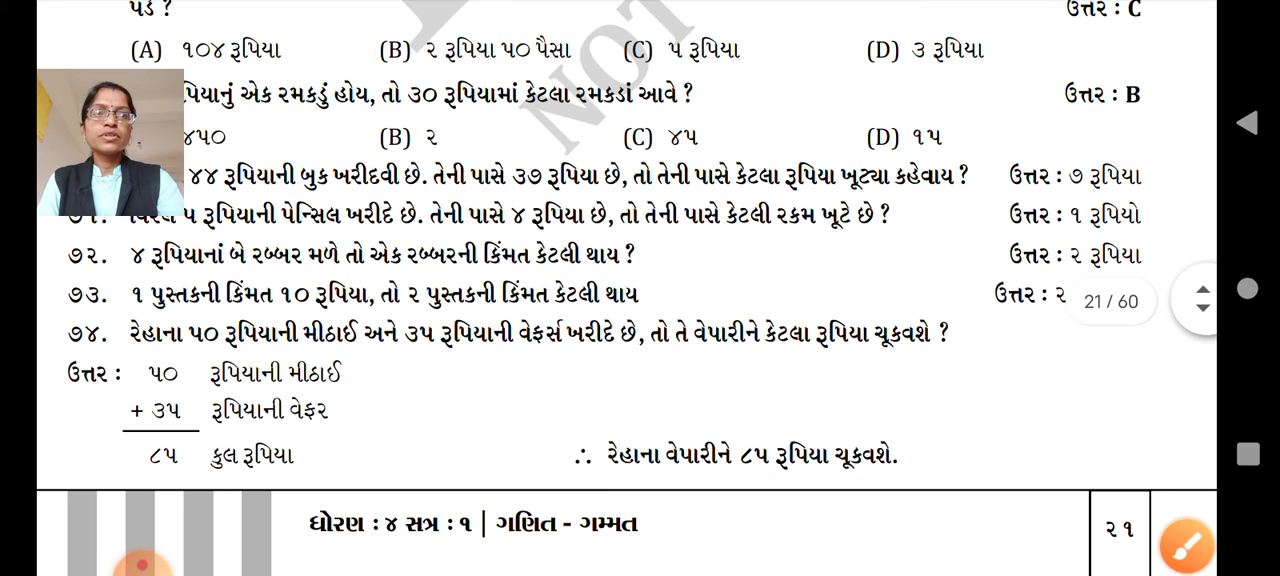 પડે ? ઉત્તર : C
(A) ૧૦૪ રૂપિયા (B) ૨ રૂપિયા ૫૦ પૈસા (C) ૫ રૂપિયા (D) ૩ રૂપિયા
પિયાનું એક રમકડું હોય, તો ૩૦ રૂપિયામાં કેટલા રમકડાં આવે ? ઉત્તર : B
૪૫૦ (B) ૨ (C) ૪૫ (D) ૧૫
૪૪ રૂપિયાની બુક ખરીદવી છે. તેની પાસે ૩૭ રૂપિયા છે, તો તેની પાસે કેટલા રૂપિયા ખૂટ્યા કહેવાય ? ઉત્તર : ૭ રૂપિયા
૫ રૂપિયાની પેન્સિલ ખરીદે છે. તેની પાસે ૪ રૂપિયા છે, તો તેની પાસે કેટલી રકમ ખૂટે છે ? ઉત્તર : ૧ રૂપિયો
૭૨. ૪ રૂપિયાનાં બે રબ્બર મળે તો એક રબ્બરની કિંમત કેટલી થાય ? ઉત્તર : ૨ રૂપિયા
૭૩. ૧ પુસ્તકની કિંમત ૧૦ રૂપિયા, તો ૨ પુસ્તકની કિંમત કેટલી થાય ઉત્તર : ૨
21 / 60
૭૪. રેહાના ૫૦ રૂપિયાની મીઠાઈ અને ૩૫ રૂપિયાની વેફર્સ ખરીદે છે, તો તે વેપારીને કેટલા રૂપિયા ચૂકવશે ?
ઉત્તર : ૫૦ રૂપિયાની મીઠાઈ
+ ૩૫ રૂપિયાની વેફર
૮૫ કુલ રૂપિયા ∴ રેહાના વેપારીને ૮૫ રૂપિયા ચૂકવશે.
ધોરણ : ૪ સત્ર : ૧ | ગણિત - ગમ્મત ૨૧
NOT